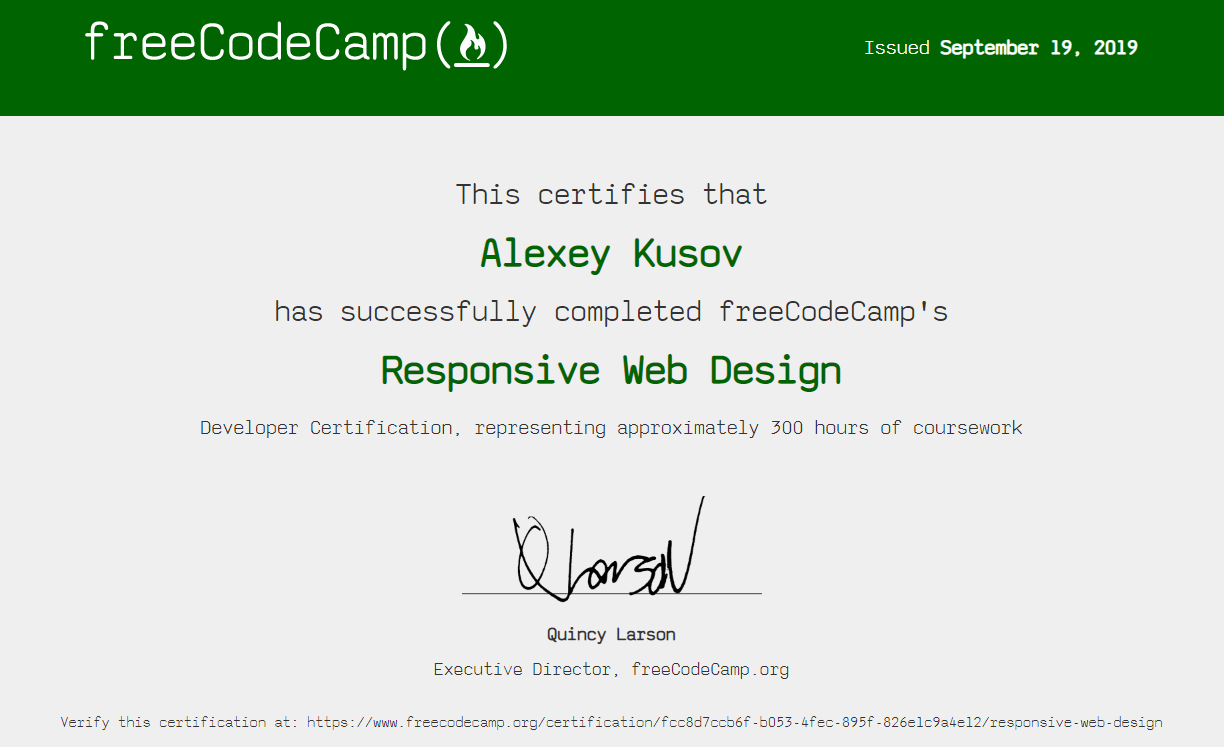 freeCodeCamp(🔥)
Issued September 19, 2019
This certifies that
Alexey Kusov
has successfully completed freeCodeCamp's
Responsive Web Design
Developer Certification, representing approximately 300 hours of coursework
Q Larson
Quincy Larson
Executive Director, freeCodeCamp.org
Verify this certification at: https://www.freecodecamp.org/certification/fcc8d7ccb6f-b053-4fec-895f-826e1c9a4e12/responsive-web-design